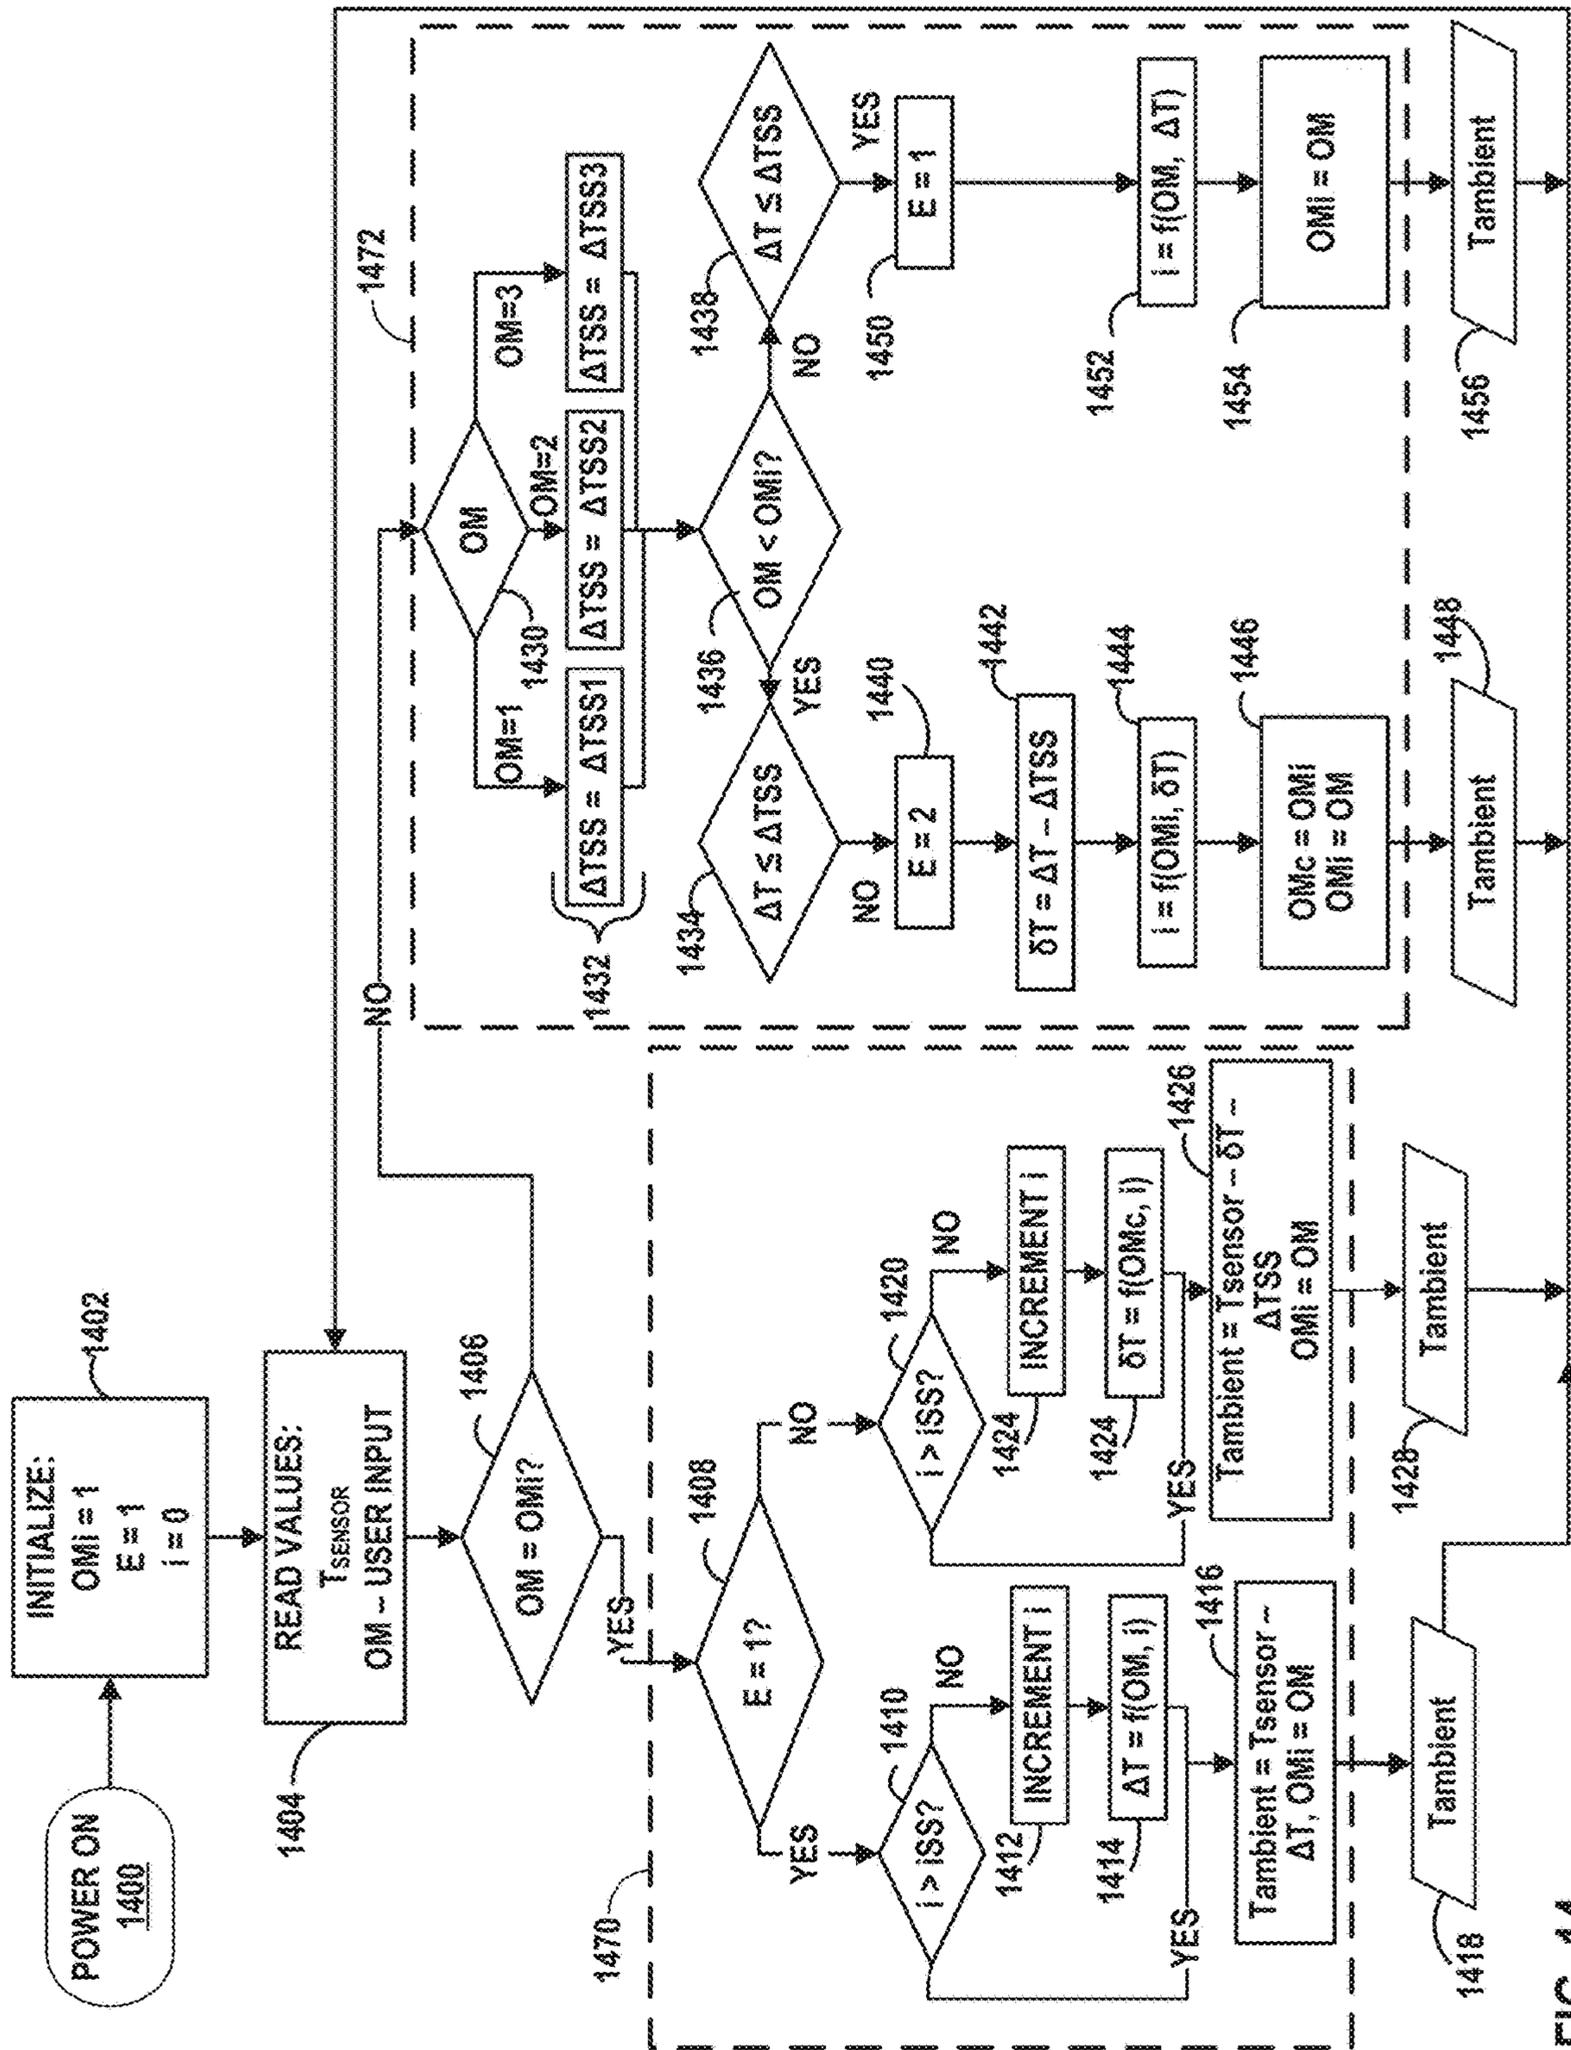 POWER ON
1400
INITIALIZE:
OMi = 1
E = 1
i = 0
1402
READ VALUES:
TSENSOR
OM – USER INPUT
1404
OM = OMi?
1406
YES
NO
1470
E = 1?
1408
YES
NO
i > iSS?
1410
NO
YES
INCREMENT i
1412
ΔT = f(OM, i)
1414
Tambient = Tsensor –
ΔT, OMi = OM
1416
Tambient
1418
i > iSS?
1420
NO
YES
INCREMENT i
1424
δT = f(OMc, i)
1424
Tambient = Tsensor – δT –
ΔTSS
OMi = OM
1426
Tambient
1428
1472
OM
1430
OM=1
OM=2
OM=3
ΔTSS = ΔTSS1
ΔTSS = ΔTSS2
ΔTSS = ΔTSS3
1432
OM < OMi?
1436
YES
NO
ΔT ≤ ΔTSS
1434
NO
E = 2
1440
δT = ΔT – ΔTSS
1442
i = f(OMi, δT)
1444
OMc = OMi
OMi = OM
1446
Tambient
1448
ΔT ≤ ΔTSS
1438
YES
E = 1
1450
i = f(OM, ΔT)
1452
OMi = OM
1454
Tambient
1456
FIG. 14